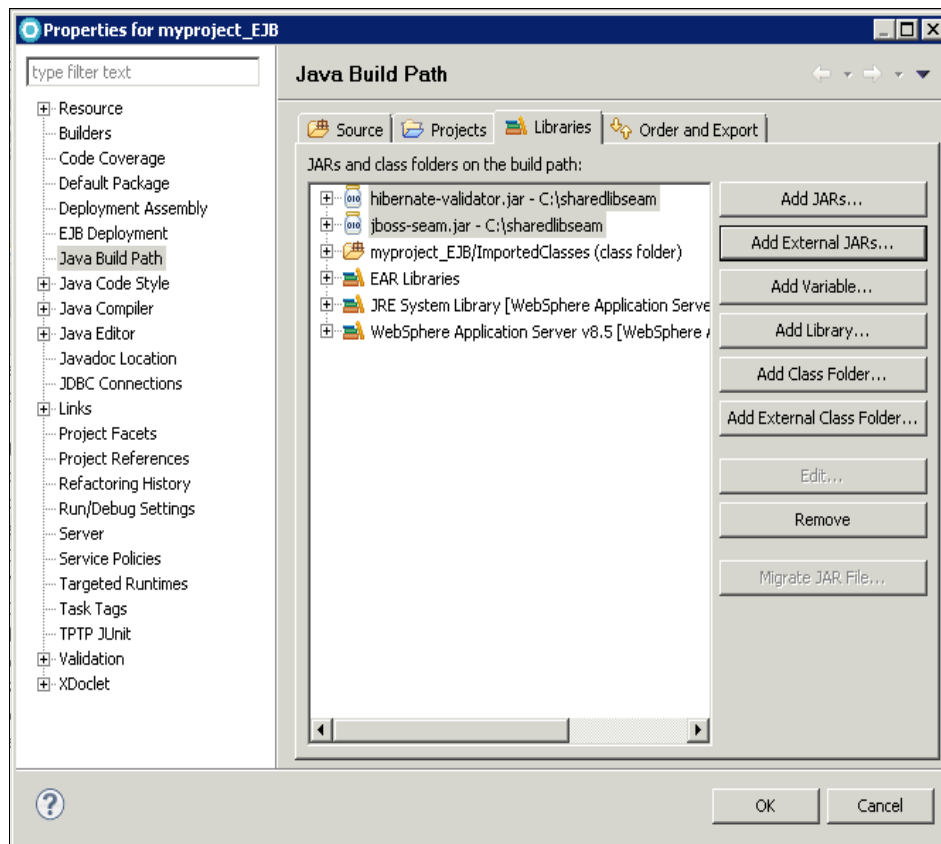 Properties for myproject_EJB
type filter text
Resource
Builders
Code Coverage
Default Package
Deployment Assembly
EJB Deployment
Java Build Path
Java Code Style
Java Compiler
Java Editor
Javadoc Location
JDBC Connections
Links
Project Facets
Project References
Refactoring History
Run/Debug Settings
Server
Service Policies
Targeted Runtimes
Task Tags
TPTP JUnit
Validation
XDoclet
Java Build Path
Source Projects Libraries Order and Export
JARs and class folders on the build path:
hibernate-validator.jar - C:\sharedlibseam
jboss-seam.jar - C:\sharedlibseam
myproject_EJB/ImportedClasses (class folder)
EAR Libraries
JRE System Library [WebSphere Application Serve
WebSphere Application Server v8.5 [WebSphere
Add JARs...
Add External JARs...
Add Variable...
Add Library...
Add Class Folder...
Add External Class Folder...
Edit...
Remove
Migrate JAR File...
OK Cancel